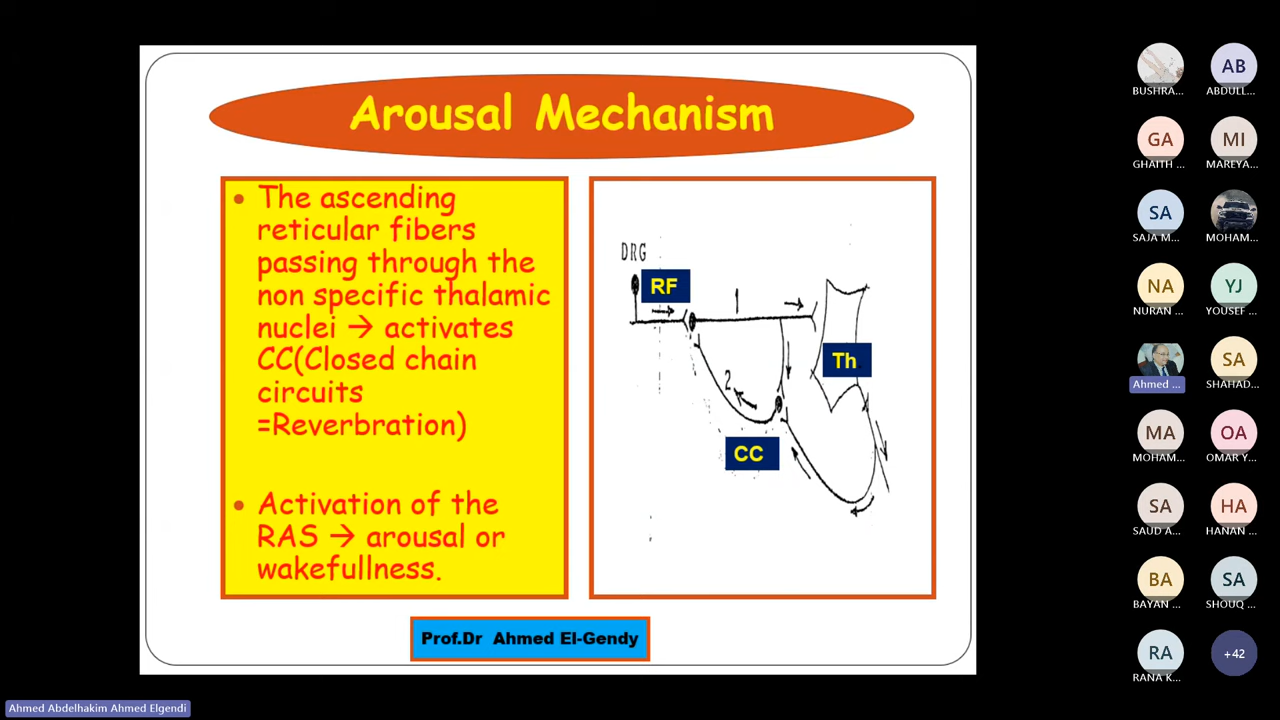 Arousal Mechanism
• The ascending
reticular fibers
passing through the
non specific thalamic
nuclei → activates
CC(Closed chain
circuits
=Reverbration)
• Activation of the
RAS → arousal or
wakefullness.
DRG
RF
1
Th
2
CC
Prof.Dr Ahmed El-Gendy
BUSHRA...
AB
ABDULL...
GA
GHAITH ...
MI
MAREYA...
SA
SAJA M...
MOHAM...
NA
NURAN ...
YJ
YOUSEF ...
Ahmed ...
SA
SHAHAD...
MA
MOHAM...
OA
OMAR Y...
SA
SAUD A...
HA
HANAN ...
BA
BAYAN ...
SA
SHOUQ ...
RA
RANA K...
+42
Ahmed Abdelhakim Ahmed Elgendi